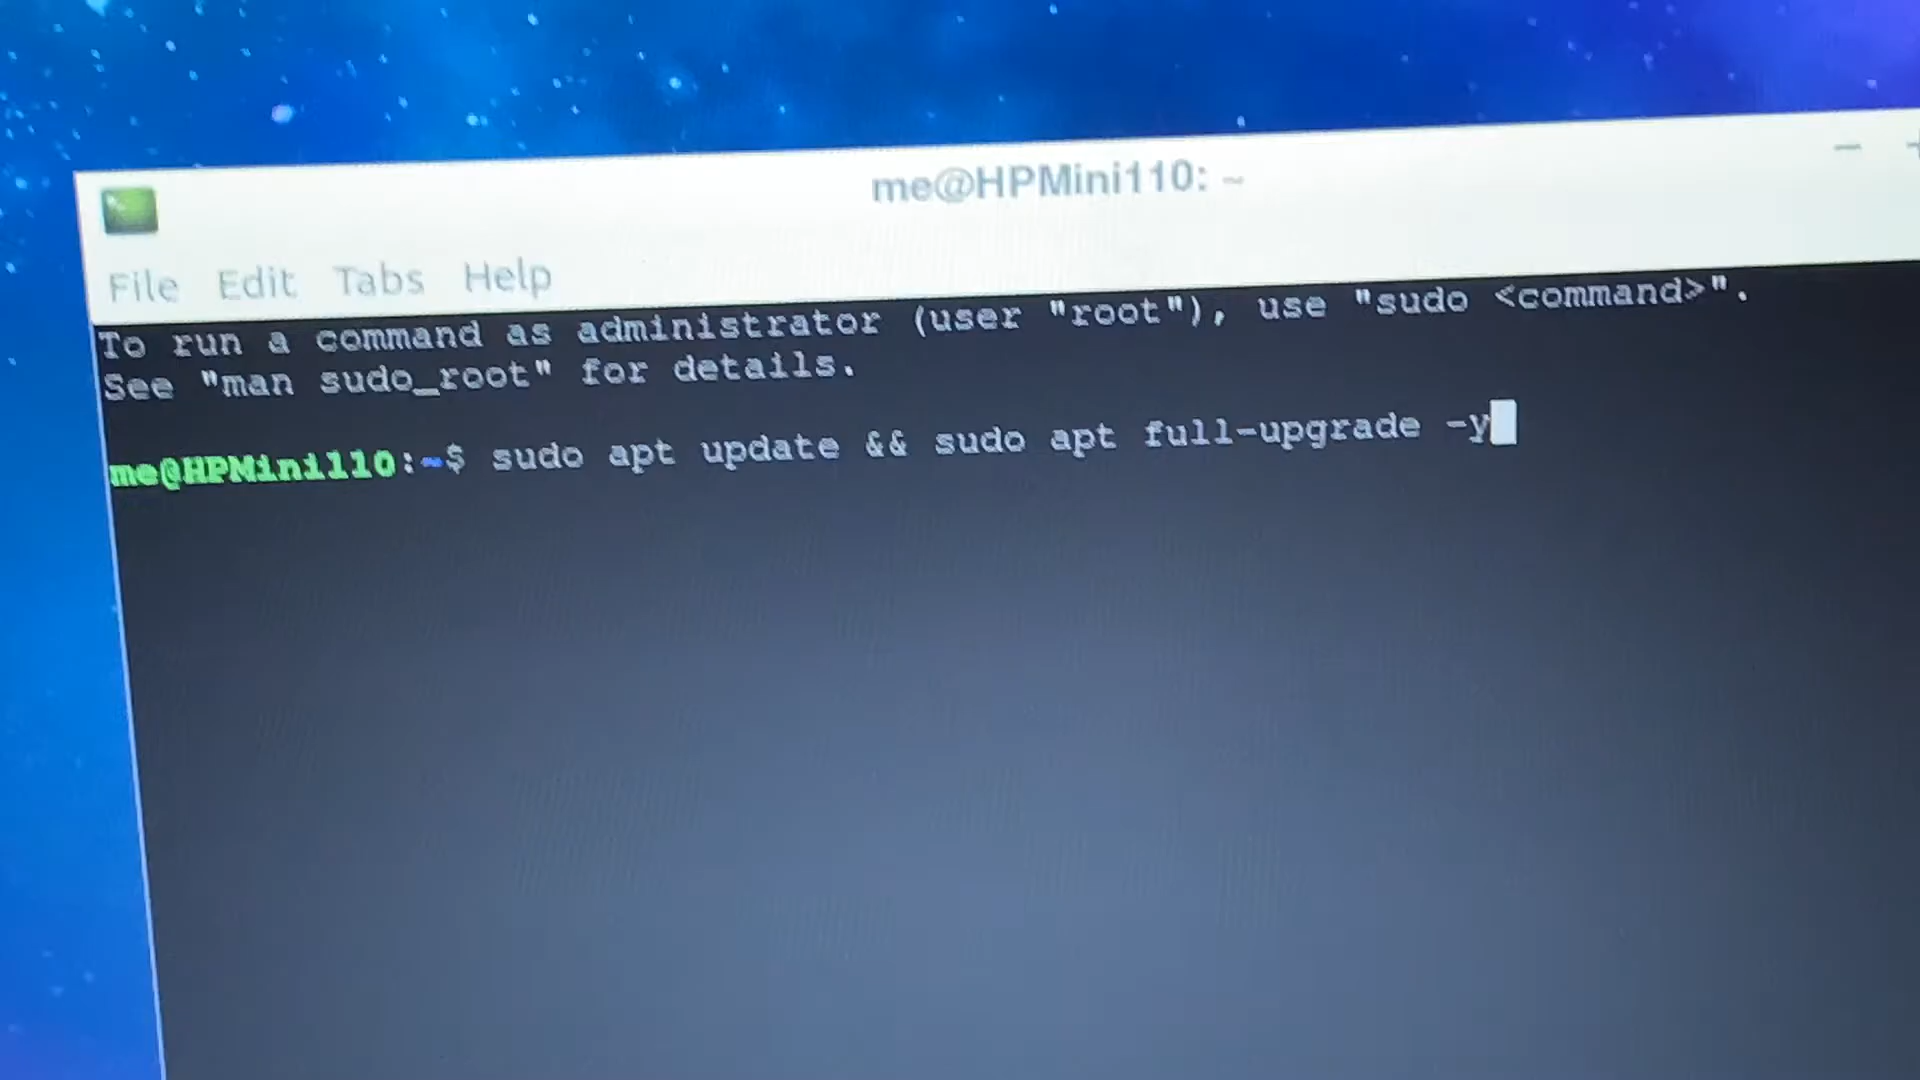 me@HPMini110: ~
File Edit Tabs Help
To run a command as administrator (user "root"), use "sudo <command>".
See "man sudo_root" for details.
me@HPMini110:~$ sudo apt update && sudo apt full-upgrade -y